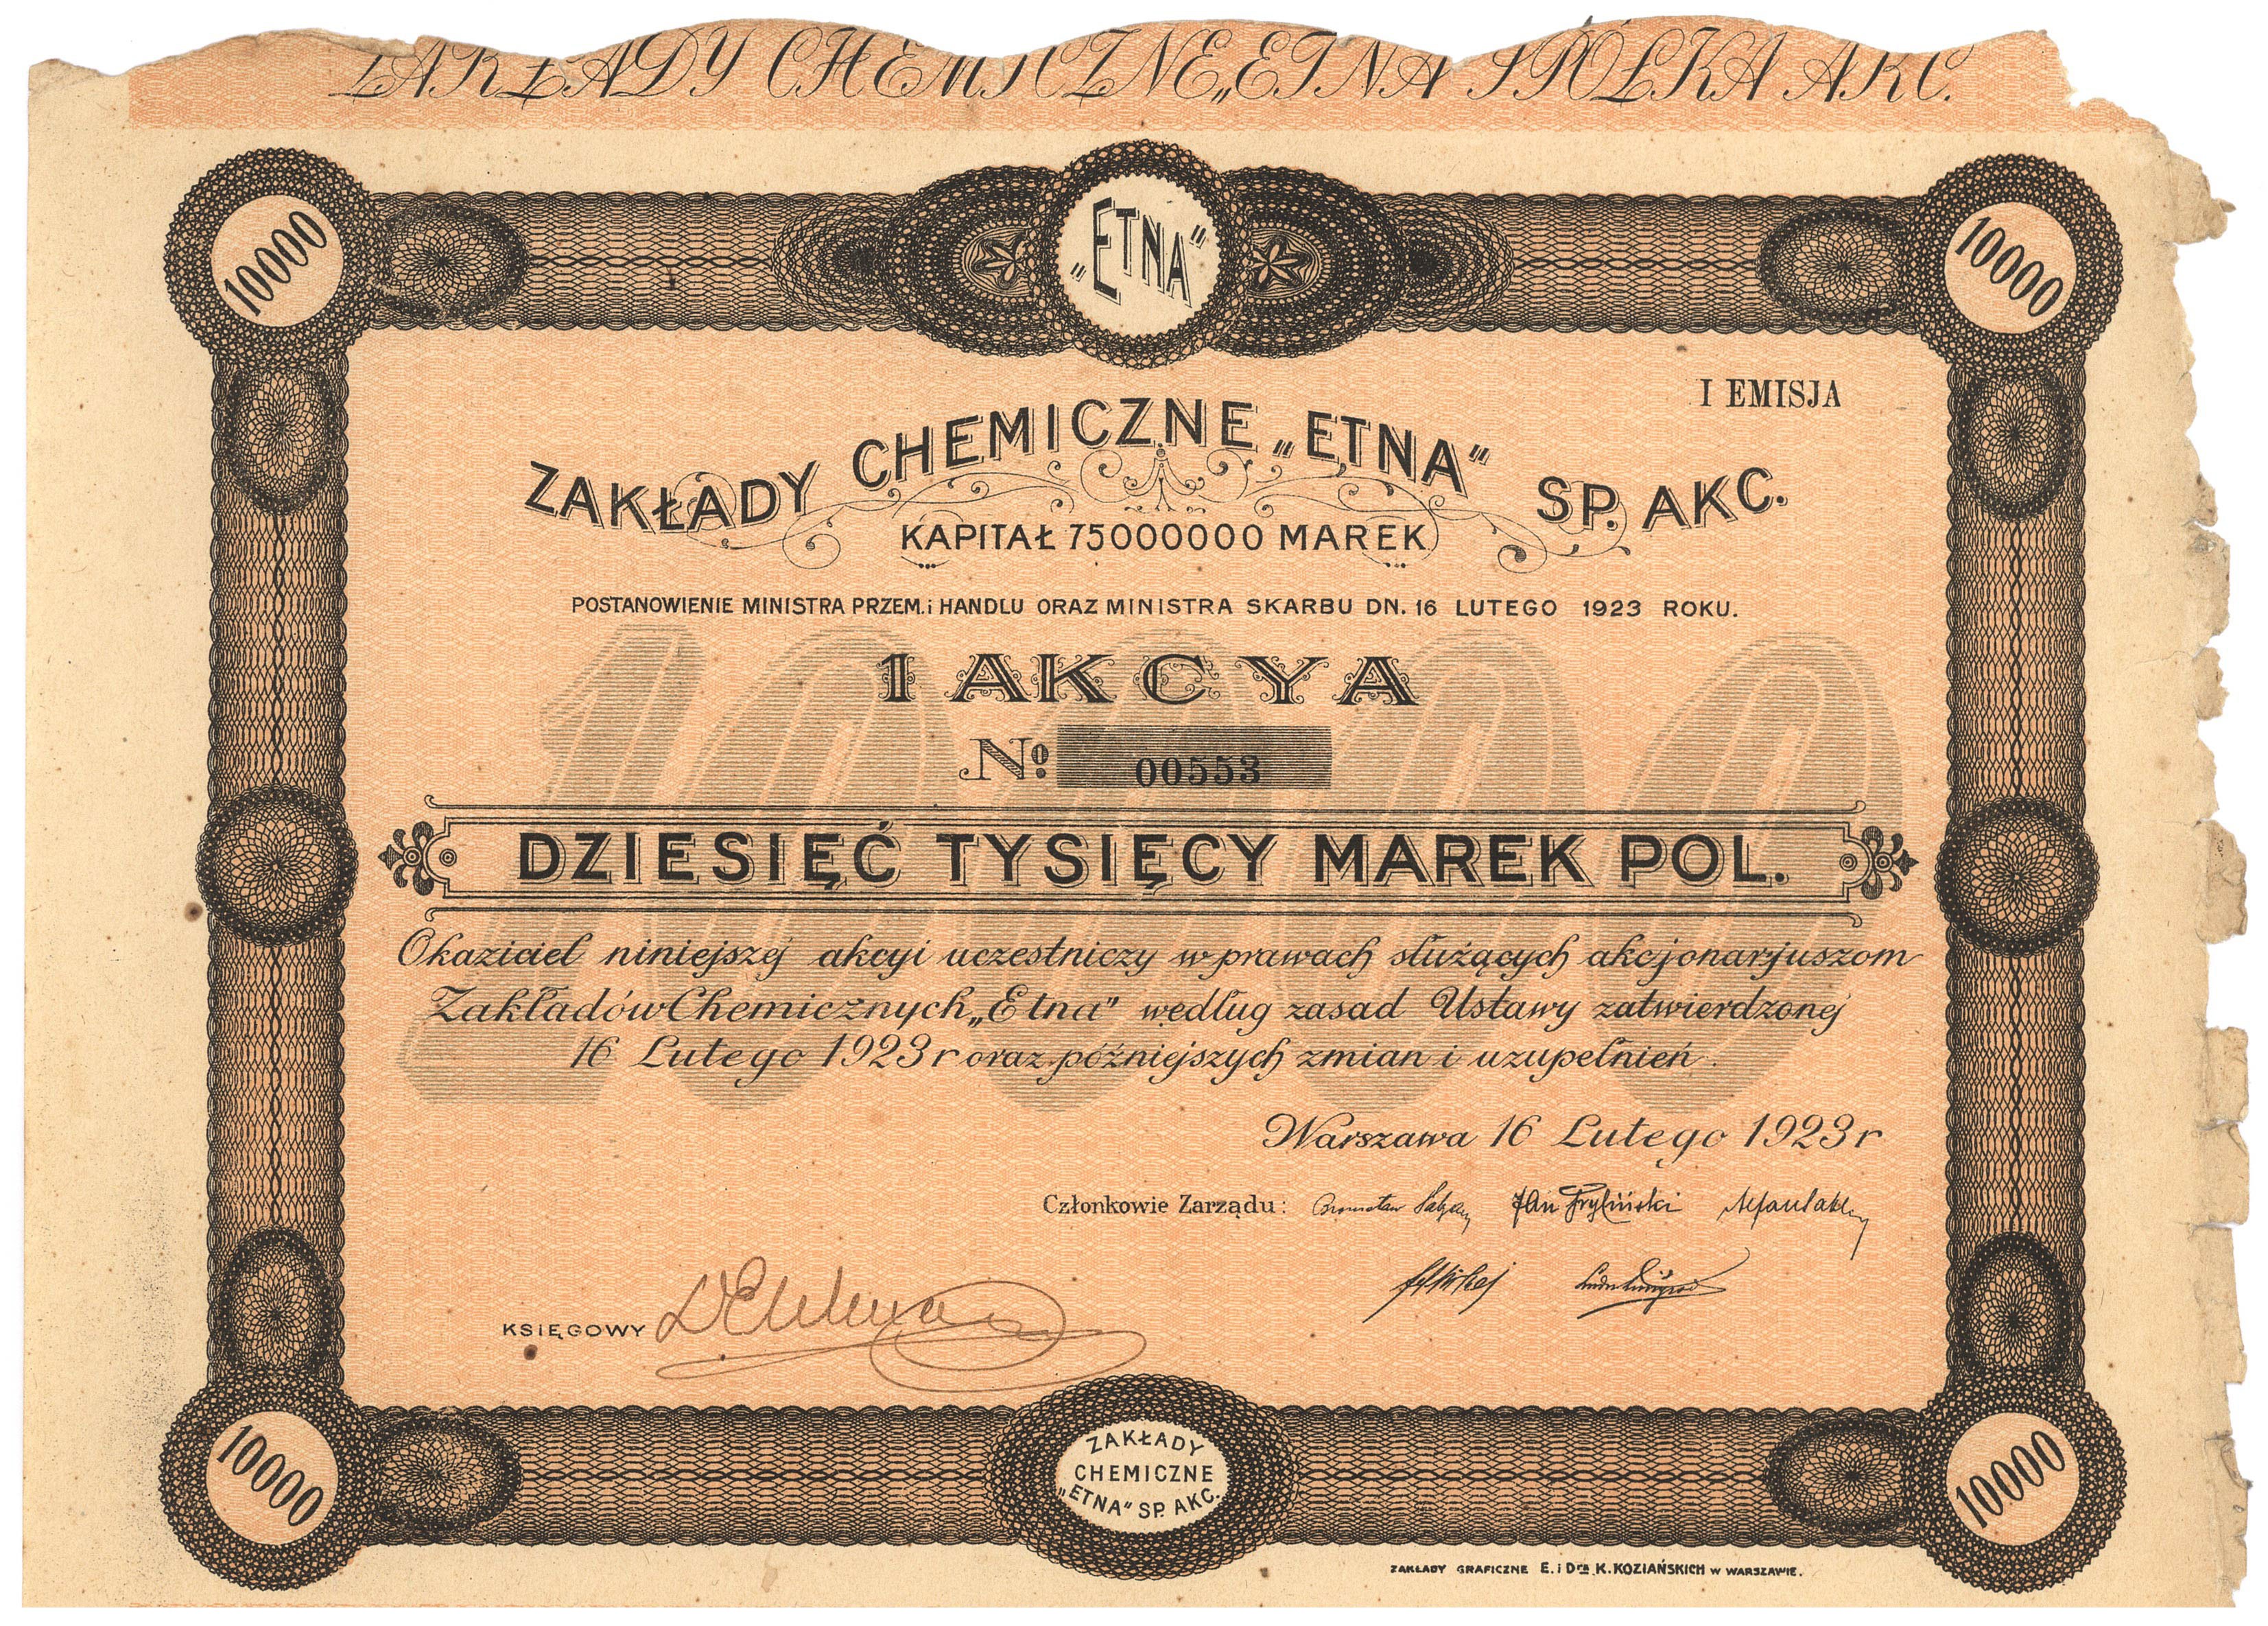 ZAKŁADY CHEMICZNE „ETNA SPÓŁKA AKC.
10000
„ETNA”
10000
I EMISJA
ZAKŁADY CHEMICZNE „ETNA” SP. AKC.
KAPITAŁ 75000000 MAREK
POSTANOWIENIE MINISTRA PRZEM. i HANDLU ORAZ MINISTRA SKARBU DN. 16 LUTEGO 1923 ROKU.
10000
1 AKCYA
No 00553
DZIESIĘĆ TYSIĘCY MAREK POL.
Okaziciel niniejszej akcyi uczestniczy w prawach służących akcjonarjuszom
Zakładów Chemicznych „Etna” według zasad Ustawy zatwierdzonej
16 Lutego 1923 r oraz późniejszych zmian i uzupełnień.
Warszawa 16 Lutego 1923 r
Członkowie Zarządu: Jan
KSIĘGOWY
10000
ZAKŁADY
CHEMICZNE
„ETNA” SP. AKC.
10000
ZAKŁADY GRAFICZNE E. i Dra K. KOZIAŃSKICH W WARSZAWIE.